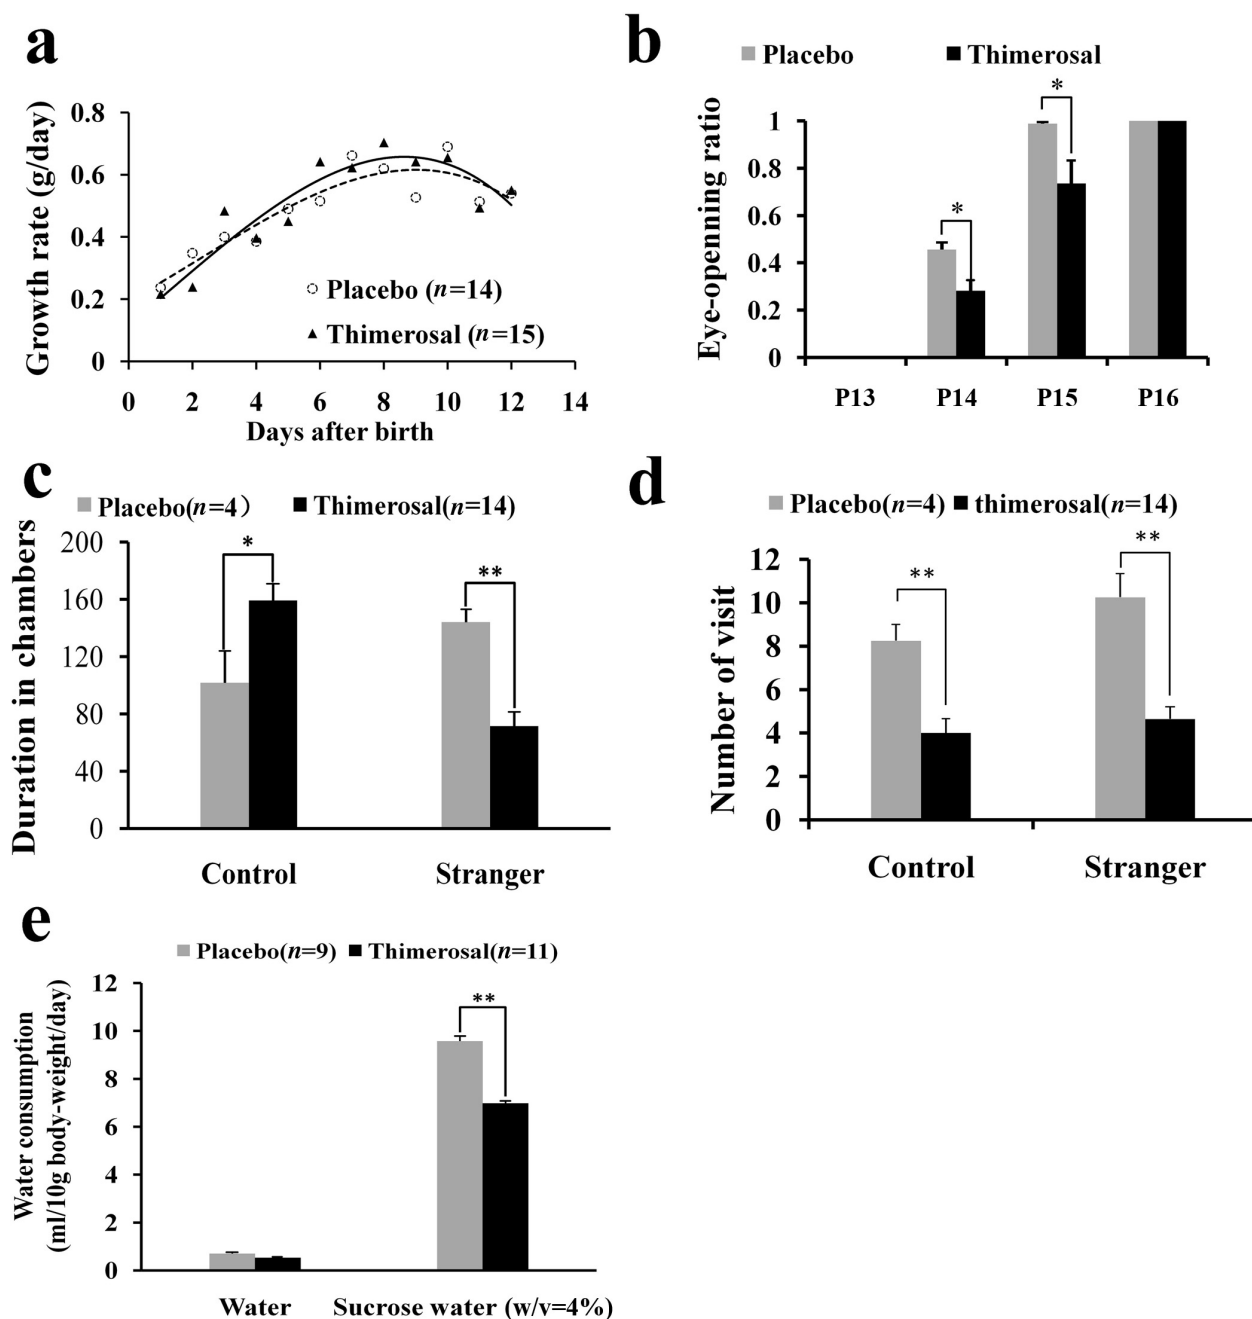 a
Growth rate (g/day)
0.8
0.6
0.4
0.2
0
Placebo (n=14)
Thimerosal (n=15)
0 2 4 6 8 10 12 14
Days after birth
b
Placebo Thimerosal
Eye-openning ratio
1
0.8
0.6
0.4
0.2
0
*
*
P13 P14 P15 P16
c
Placebo(n=4) Thimerosal(n=14)
Duration in chambers
200
160
120
80
40
0
*
**
Control Stranger
d
Placebo(n=4) thimerosal(n=14)
Number of visit
12
10
8
6
4
2
0
**
**
Control Stranger
e
Placebo(n=9) Thimerosal(n=11)
Water consumption
(ml/10g body-weight/day)
12
10
8
6
4
2
0
**
Water Sucrose water (w/v=4%)